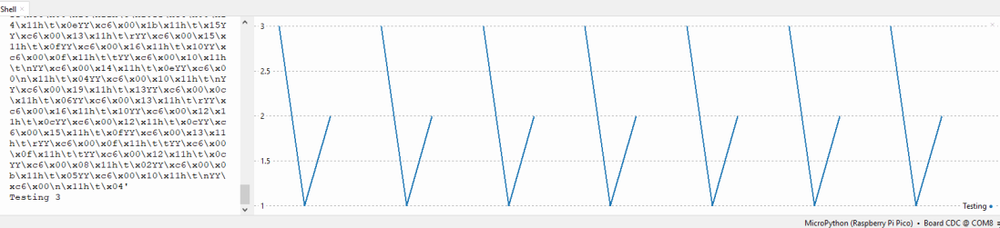 Shell
4\x11h\t\x0eYY\xc6\x00\x1b\x11h\t\x15Y
Y\xc6\x00\x13\x11h\t\rYY\xc6\x00\x15\x
11h\t\x0fYY\xc6\x00\x16\x11h\t\x10YY\x
c6\x00\x0f\x11h\t\tYY\xc6\x00\x10\x11h
\t\nYY\xc6\x00\x14\x11h\t\x0eYY\xc6\x0
0\n\x11h\t\x04YY\xc6\x00\x10\x11h\t\nY
Y\xc6\x00\x19\x11h\t\x13YY\xc6\x00\x0c
\x11h\t\x06YY\xc6\x00\x13\x11h\t\rYY\x
c6\x00\x16\x11h\t\x10YY\xc6\x00\x12\x1
1h\t\x0cYY\xc6\x00\x12\x11h\t\x0cYY\xc
6\x00\x15\x11h\t\x0fYY\xc6\x00\x13\x11
h\t\rYY\xc6\x00\x0f\x11h\t\tYY\xc6\x00
\x0f\x11h\t\tYY\xc6\x00\x12\x11h\t\x0c
YY\xc6\x00\x08\x11h\t\x02YY\xc6\x00\x0
b\x11h\t\x05YY\xc6\x00\x10\x11h\t\nYY\
xc6\x00\n\x11h\t\x04'
Testing 3
3
2.5
2
1.5
1
Testing
MicroPython (Raspberry Pi Pico) • Board CDC @ COM8